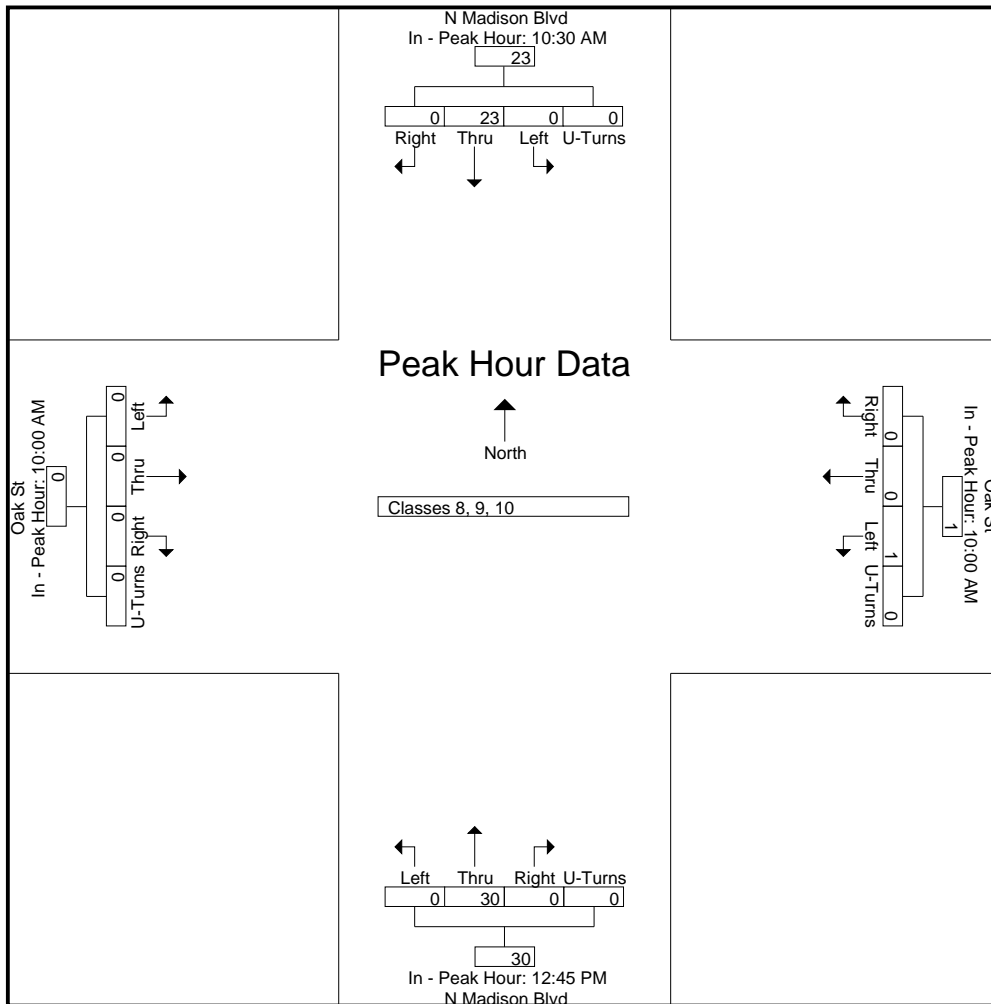 N Madison Blvd
In - Peak Hour: 10:30 AM
23
0 23 0 0
Right Thru Left U-Turns
Peak Hour Data
North
Classes 8, 9, 10
Oak St
In - Peak Hour: 10:00 AM
0
0 0 0 0
Left Thru Right U-Turns
Oak St
In - Peak Hour: 10:00 AM
1
0 0 1 0
Right Thru Left U-Turns
Left Thru Right U-Turns
0 30 0 0
30
In - Peak Hour: 12:45 PM
N Madison Blvd